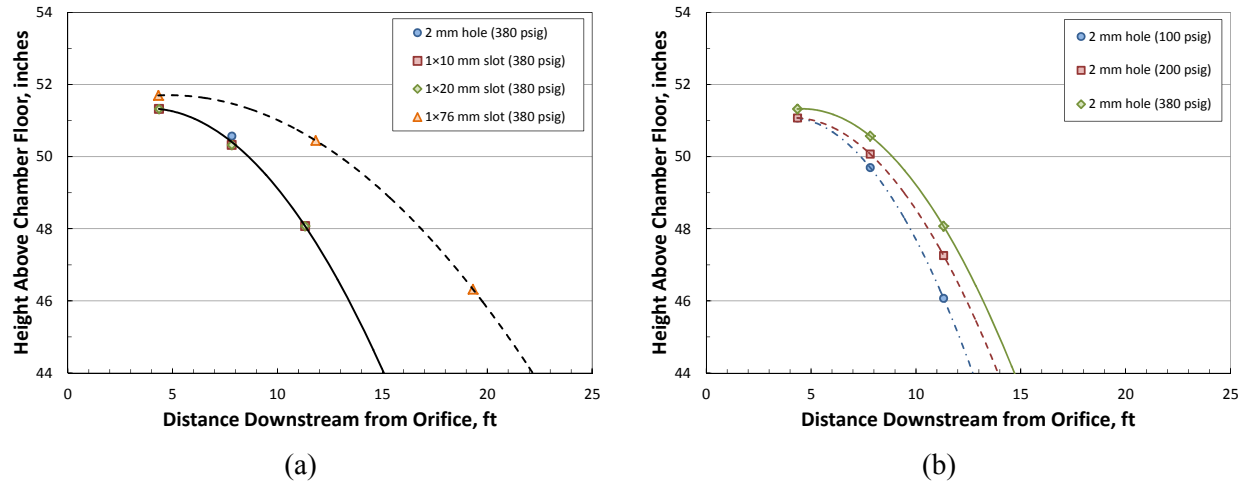 54
52
51
50
48
46
44
0
5
10
15
20
25
Height Above Chamber Floor, inches
Distance Downstream from Orifice, ft
2 mm hole (380 psig)
1×10 mm slot (380 psig)
1×20 mm slot (380 psig)
1×76 mm slot (380 psig)
(a)
54
52
51
50
48
46
44
0
5
10
15
20
25
Height Above Chamber Floor, inches
Distance Downstream from Orifice, ft
2 mm hole (100 psig)
2 mm hole (200 psig)
2 mm hole (380 psig)
(b)